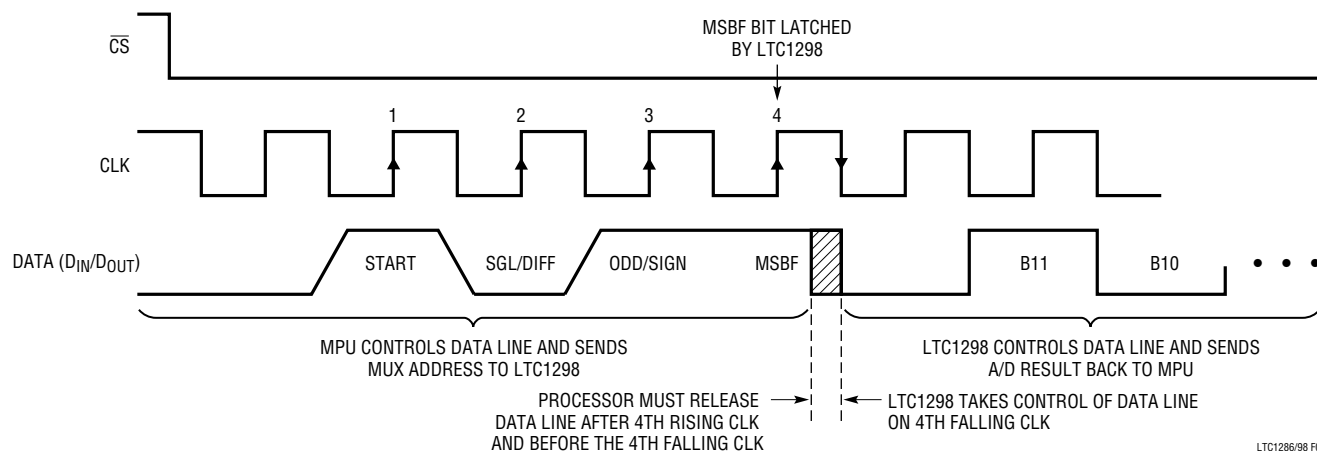 MSBF BIT LATCHED
BY LTC1298
CS
1 2 3 4
CLK
DATA (DIN/DOUT)
START SGL/DIFF ODD/SIGN MSBF B11 B10 • • •
MPU CONTROLS DATA LINE AND SENDS
MUX ADDRESS TO LTC1298
LTC1298 CONTROLS DATA LINE AND SENDS
A/D RESULT BACK TO MPU
PROCESSOR MUST RELEASE
DATA LINE AFTER 4TH RISING CLK
AND BEFORE THE 4TH FALLING CLK
LTC1298 TAKES CONTROL OF DATA LINE
ON 4TH FALLING CLK
LTC1286/98